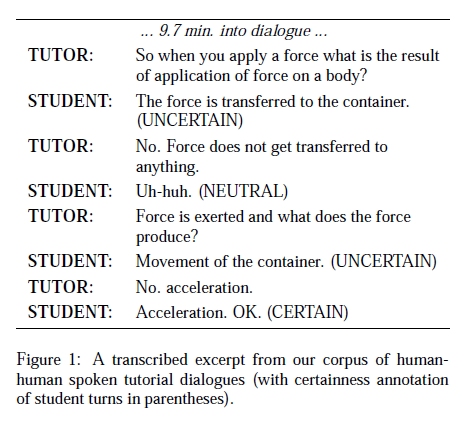 ... 9.7 min. into dialogue ...
TUTOR: So when you apply a force what is the result
of application of force on a body?
STUDENT: The force is transferred to the container.
(UNCERTAIN)
TUTOR: No. Force does not get transferred to
anything.
STUDENT: Uh-huh. (NEUTRAL)
TUTOR: Force is exerted and what does the force
produce?
STUDENT: Movement of the container. (UNCERTAIN)
TUTOR: No. acceleration.
STUDENT: Acceleration. OK. (CERTAIN)
Figure 1: A transcribed excerpt from our corpus of human-
human spoken tutorial dialogues (with certainness annotation
of student turns in parentheses).